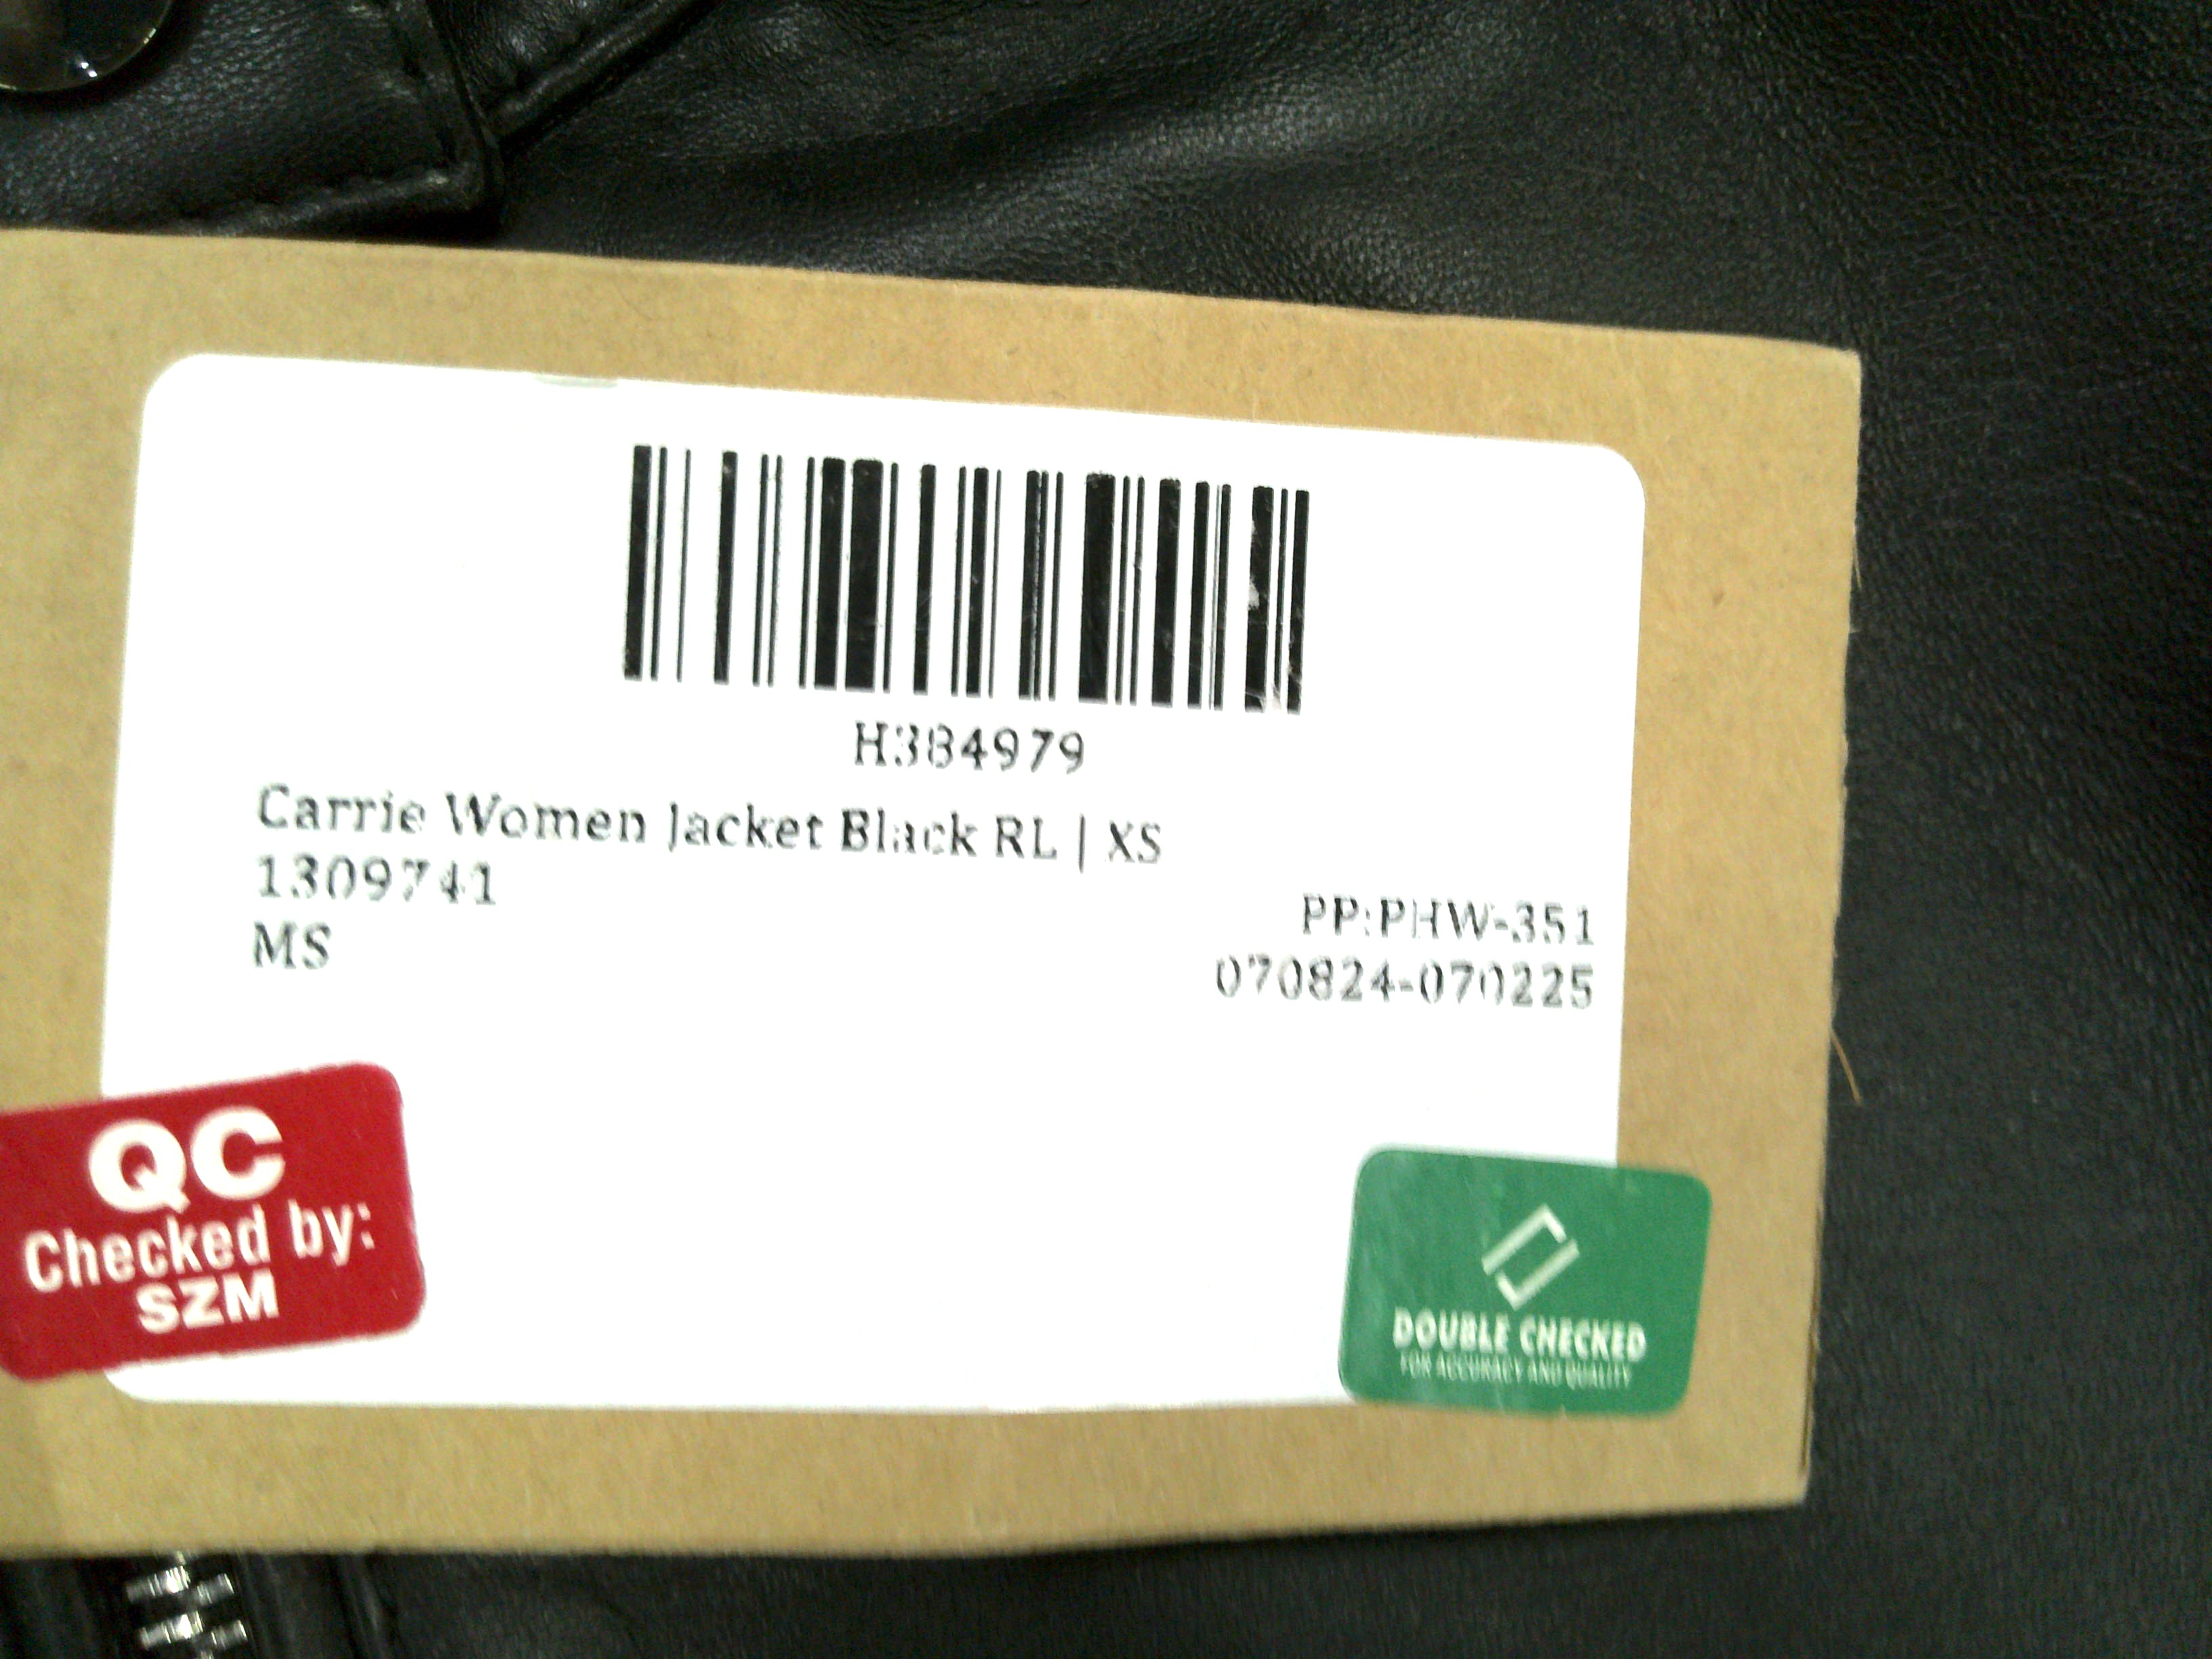 H384979
Carrie Women Jacket Black RL | XS
1309741
MS
PP:PHW-351
070824-070225
QC
Checked by:
SZM
DOUBLE CHECKED
FOR ACCURACY AND QUALITY